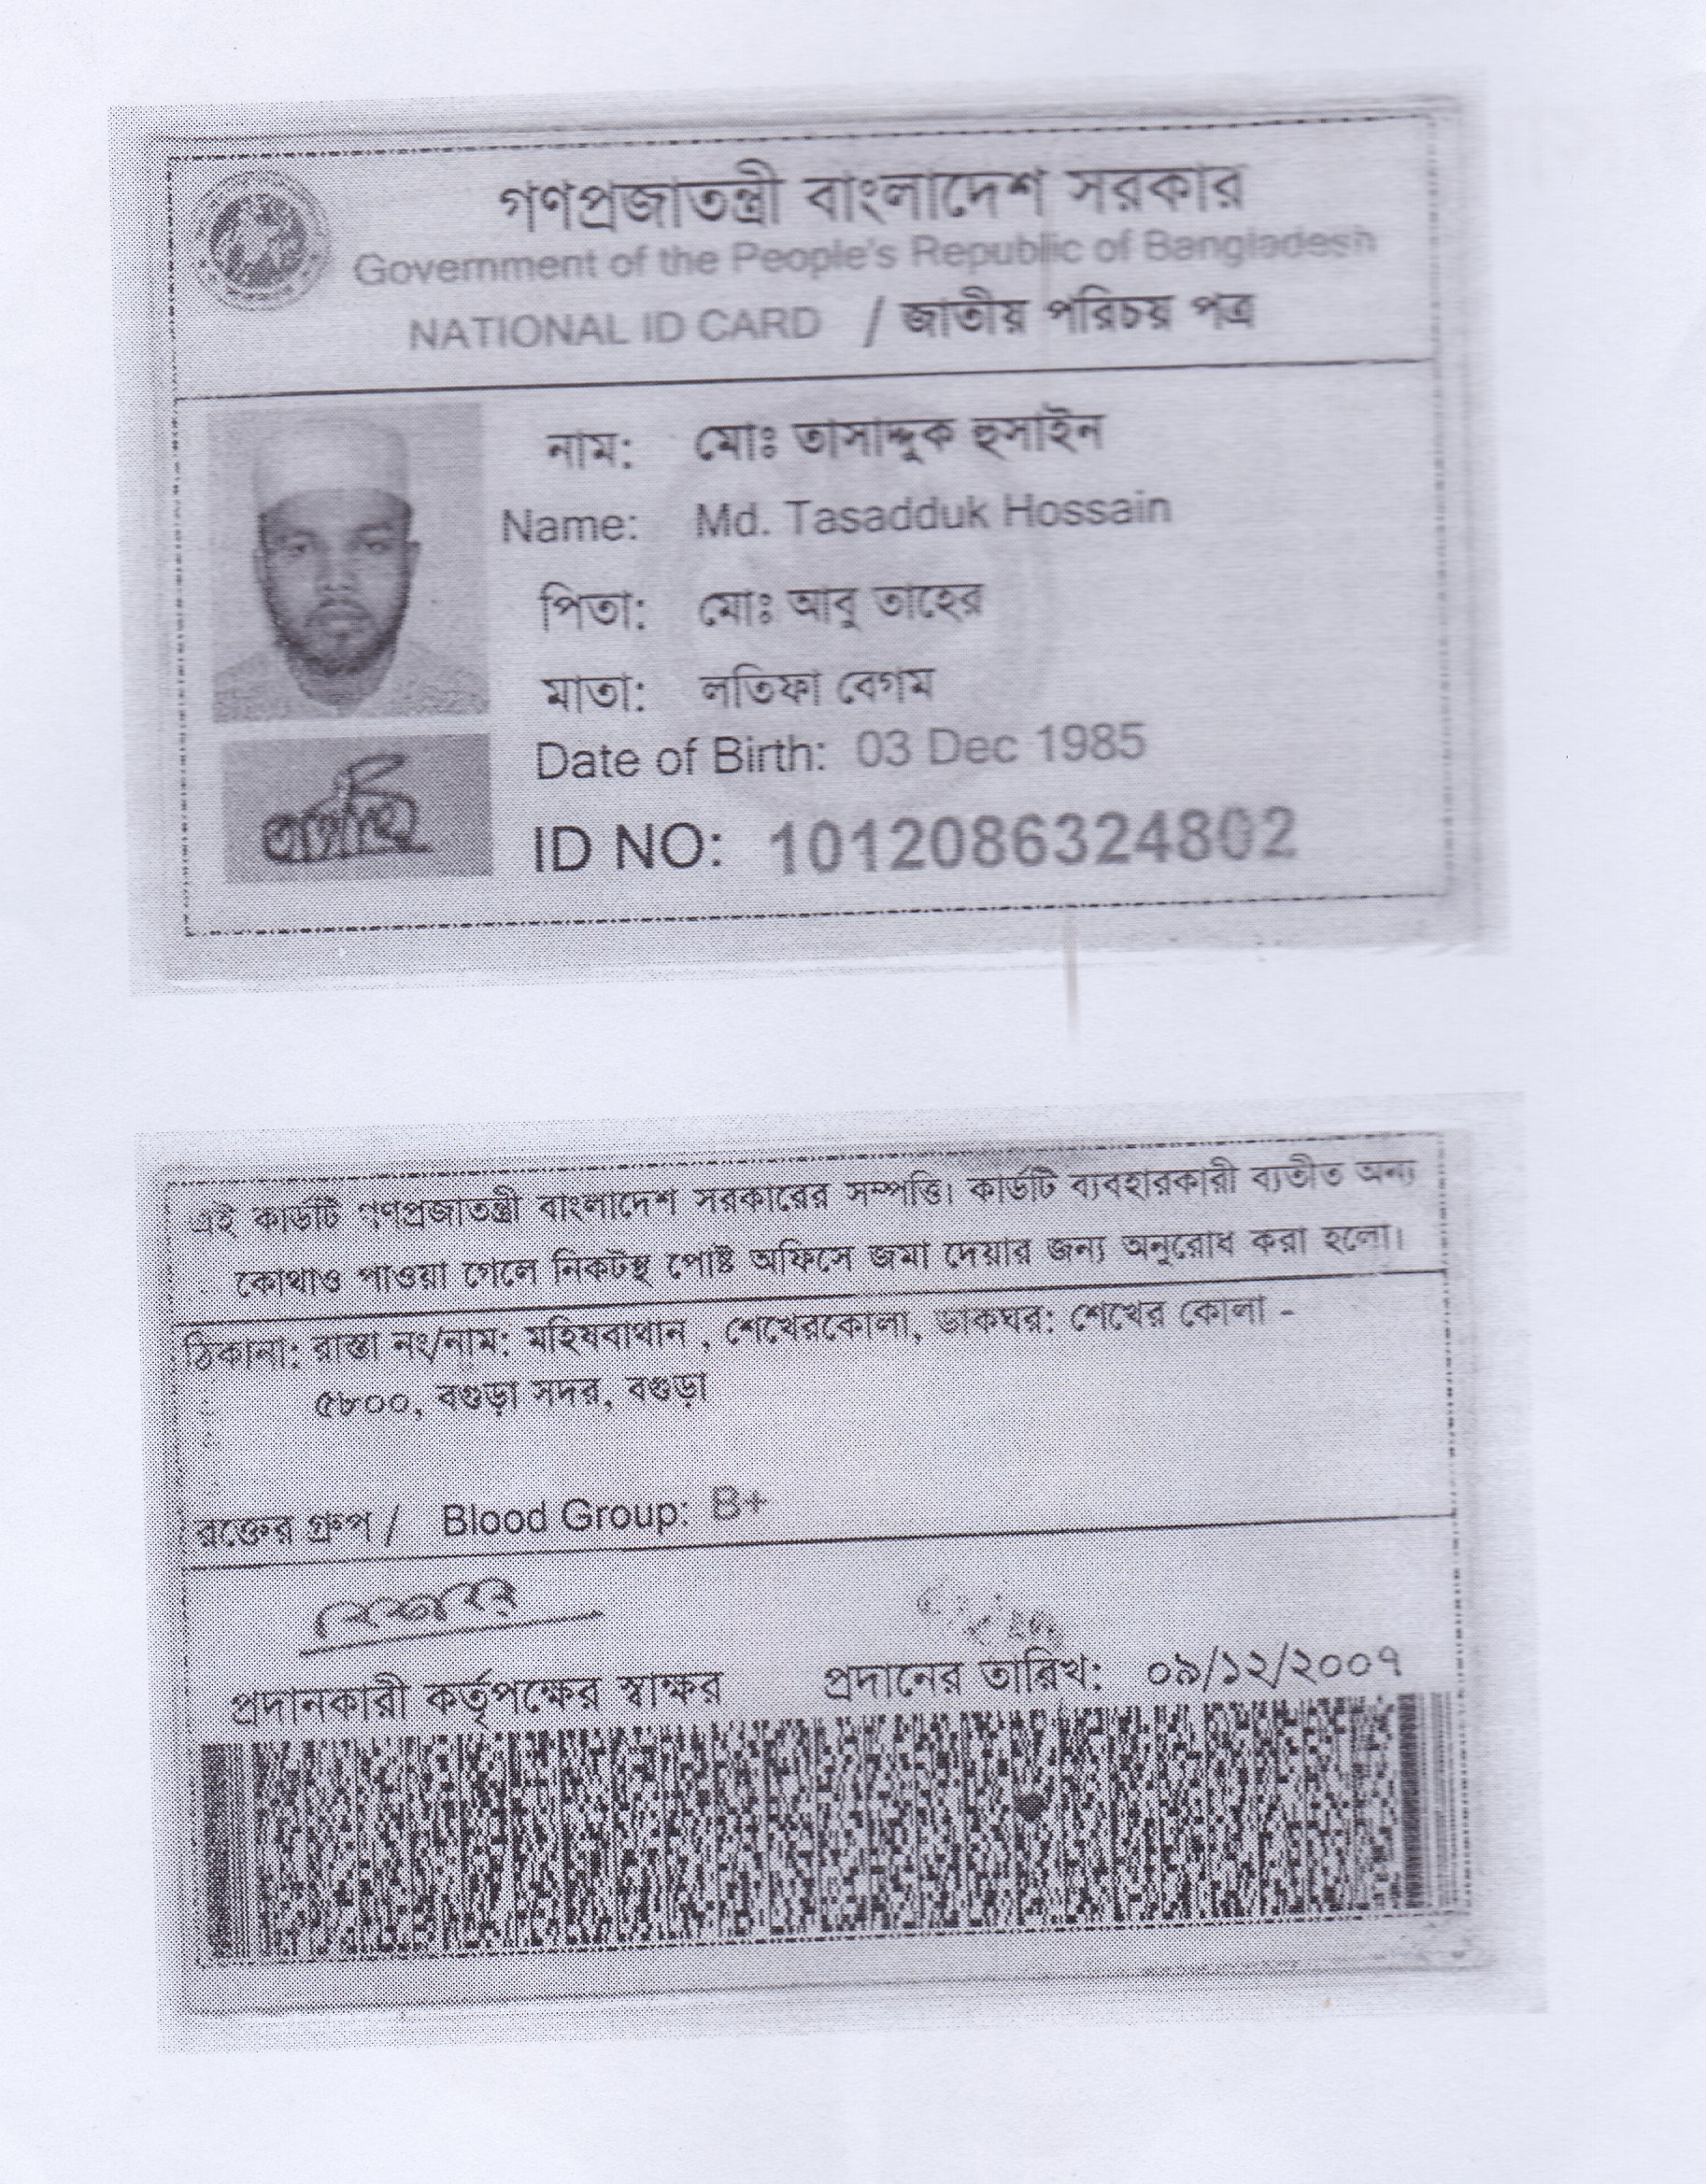 গণপ্রজাতন্ত্রী বাংলাদেশ সরকার
Government of the People's Republic of Bangladesh
NATIONAL ID CARD / জাতীয় পরিচয় পত্র
নাম: মোঃ তাসাদ্দুক হুসাইন
Name: Md. Tasadduk Hossain
পিতা: মোঃ আবু তাহের
মাতা: লতিফা বেগম
Date of Birth: 03 Dec 1985
ID NO: 1012086324802
এই কার্ডটি গণপ্রজাতন্ত্রী বাংলাদেশ সরকারের সম্পত্তি। কার্ডটি ব্যবহারকারী ব্যতীত অন্য
কোথাও পাওয়া গেলে নিকটস্থ পোষ্ট অফিসে জমা দেয়ার জন্য অনুরোধ করা হলো।
ঠিকানা: রাস্তা নং/নাম: মহিষবাথান , শেখেরকোলা, ডাকঘর: শেখের কোলা -
৫৮০০, বগুড়া সদর, বগুড়া
রক্তের গ্রুপ / Blood Group: B+
প্রদানকারী কর্তৃপক্ষের স্বাক্ষর প্রদানের তারিখ: ০৯/১২/২০০৭